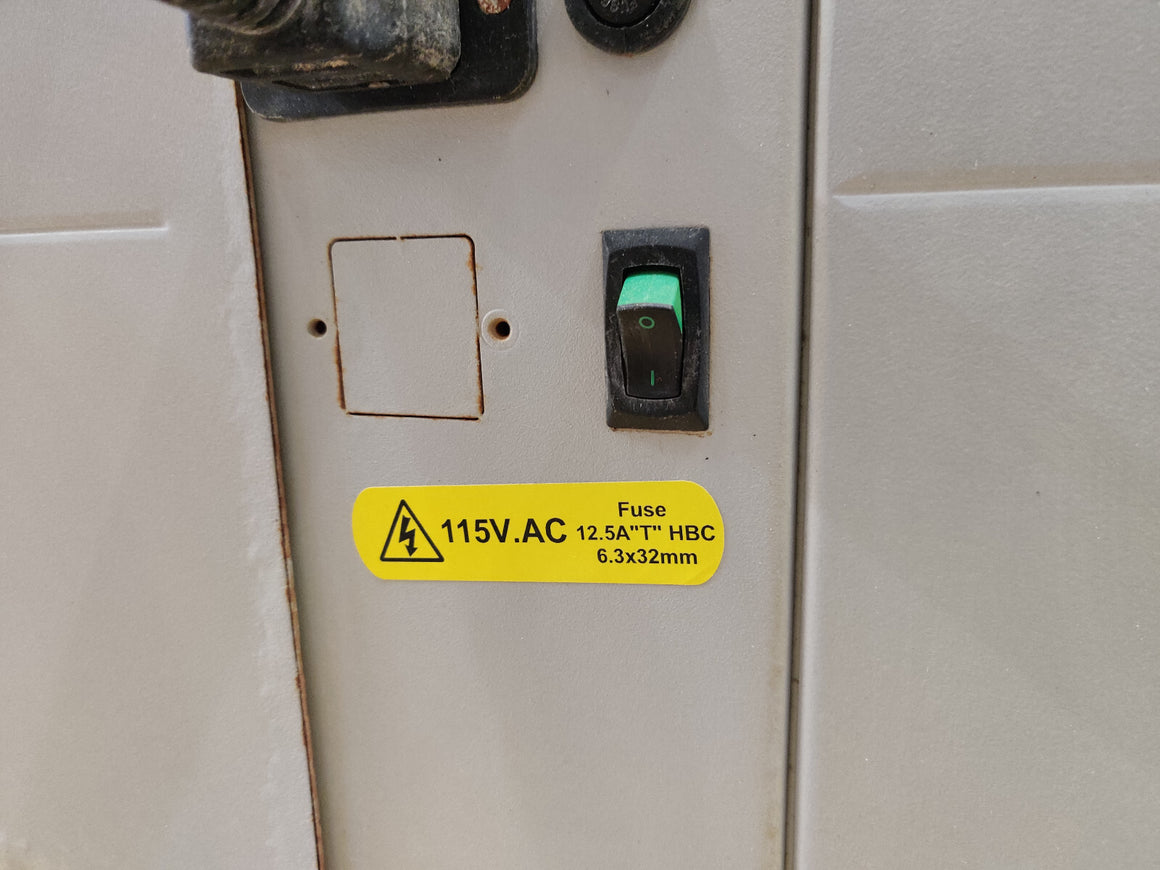 O
I
115V.AC
Fuse
12.5A"T" HBC
6.3x32mm